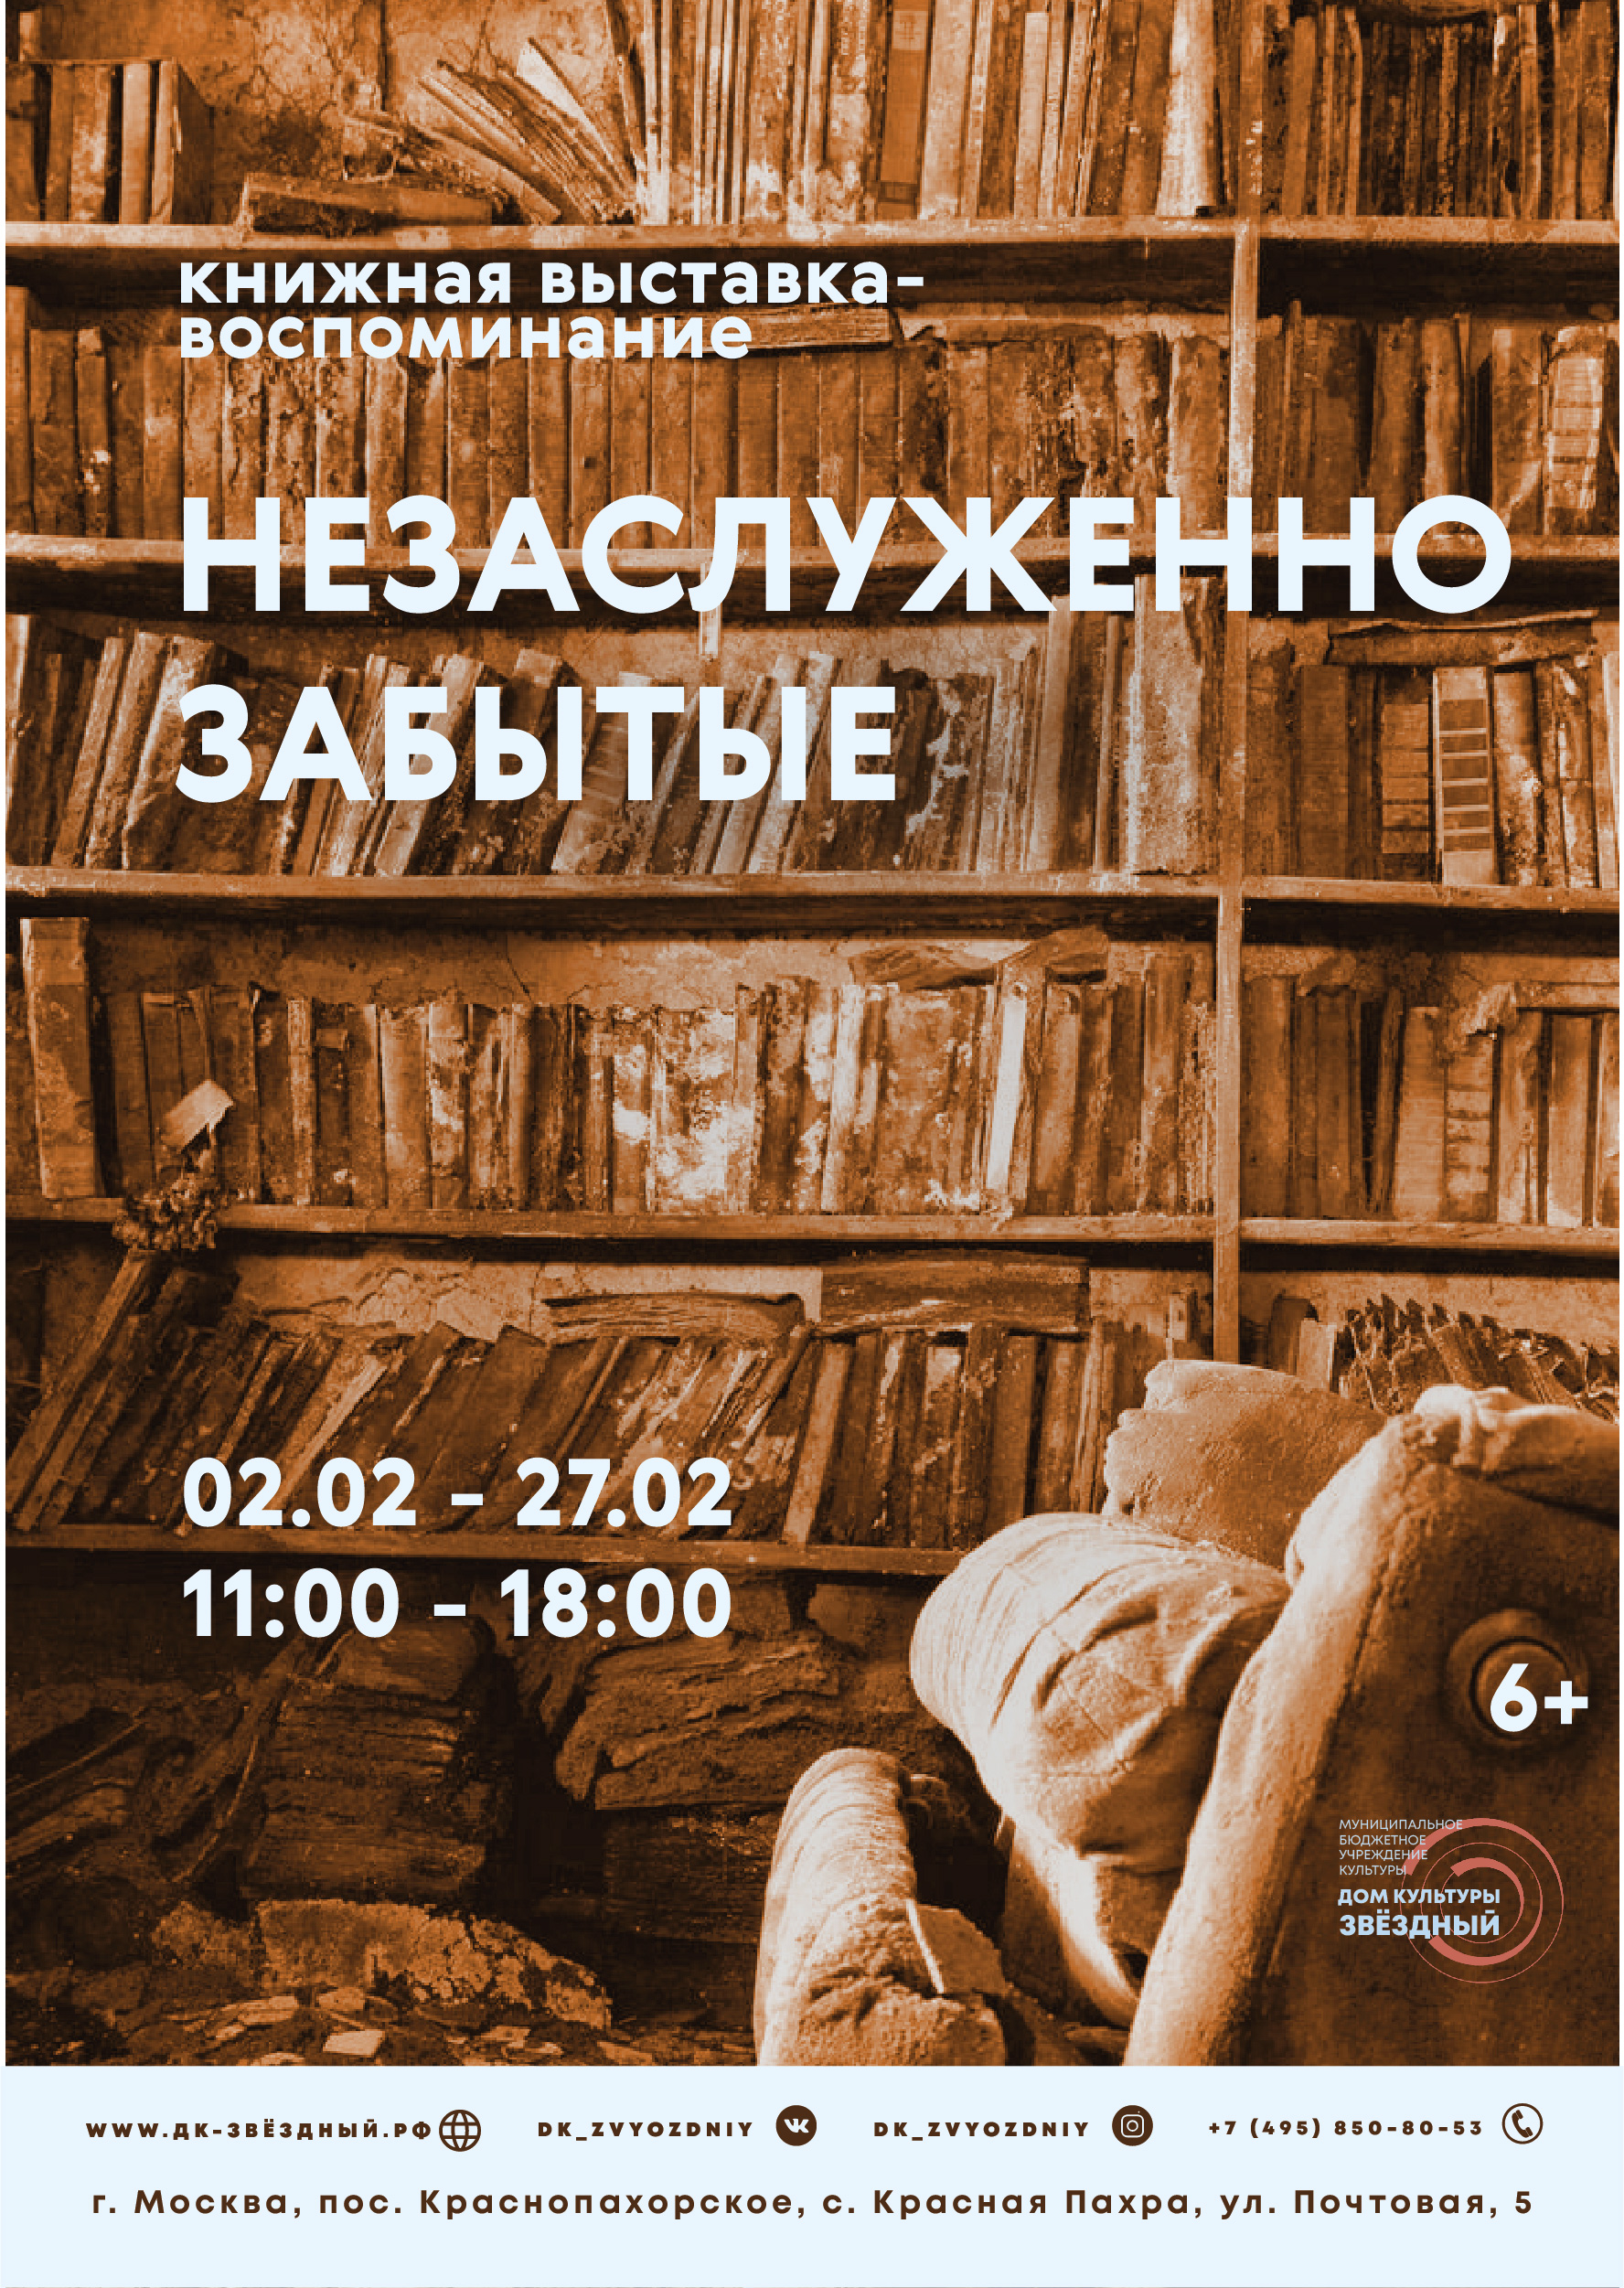 книжная выставка-
воспоминание
НЕЗАСЛУЖЕННО
ЗАБЫТЫЕ
02.02 - 27.02
11:00 - 18:00
6+
МУНИЦИПАЛЬНОЕ
БЮДЖЕТНОЕ
УЧРЕЖДЕНИЕ
КУЛЬТУРЫ
ДОМ КУЛЬТУРЫ
ЗВЁЗДНЫЙ
WWW.ДК-ЗВЁЗДНЫЙ.РФ DK_ZVYOZDNIY DK_ZVYOZDNIY +7 (495) 850-80-53
г. Москва, пос. Краснопахорское, с. Красная Пахра, ул. Почтовая, 5